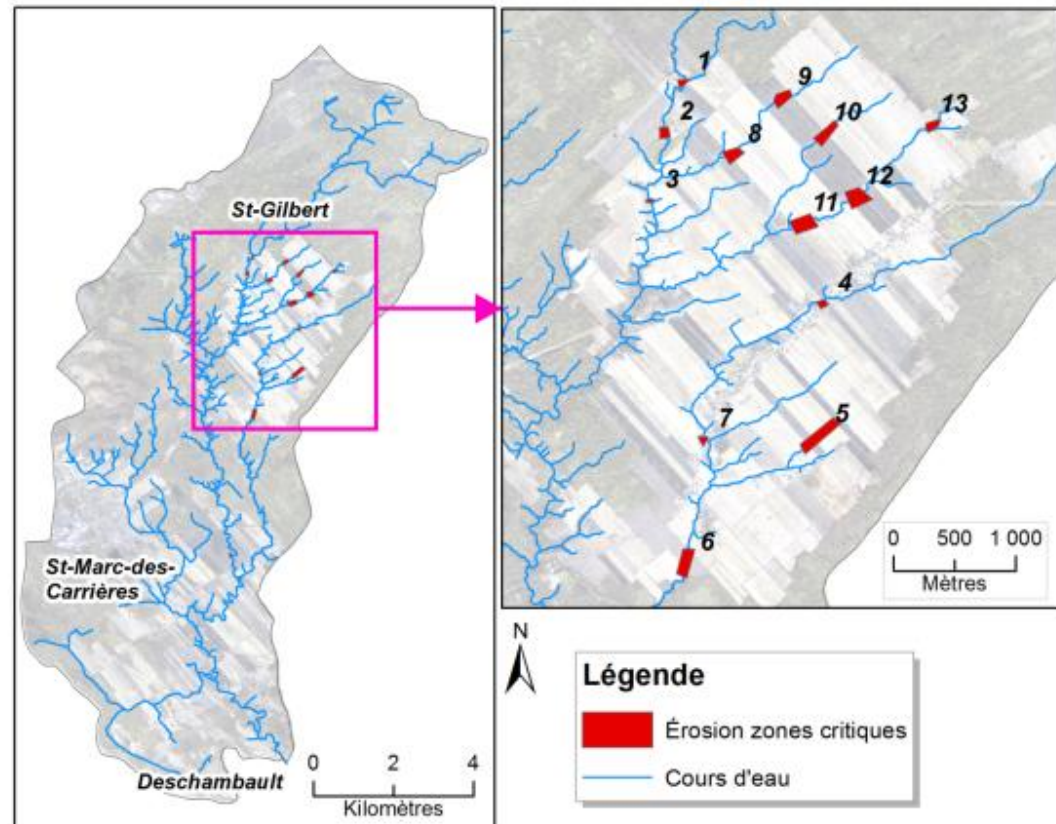 St-Gilbert
St-Marc-des-
Carrières
Deschambault
0 2 4
Kilomètres
1
9
2
10
13
8
3
12
11
4
7
5
6
0 500 1 000
Mètres
N
Légende
Érosion zones critiques
Cours d'eau